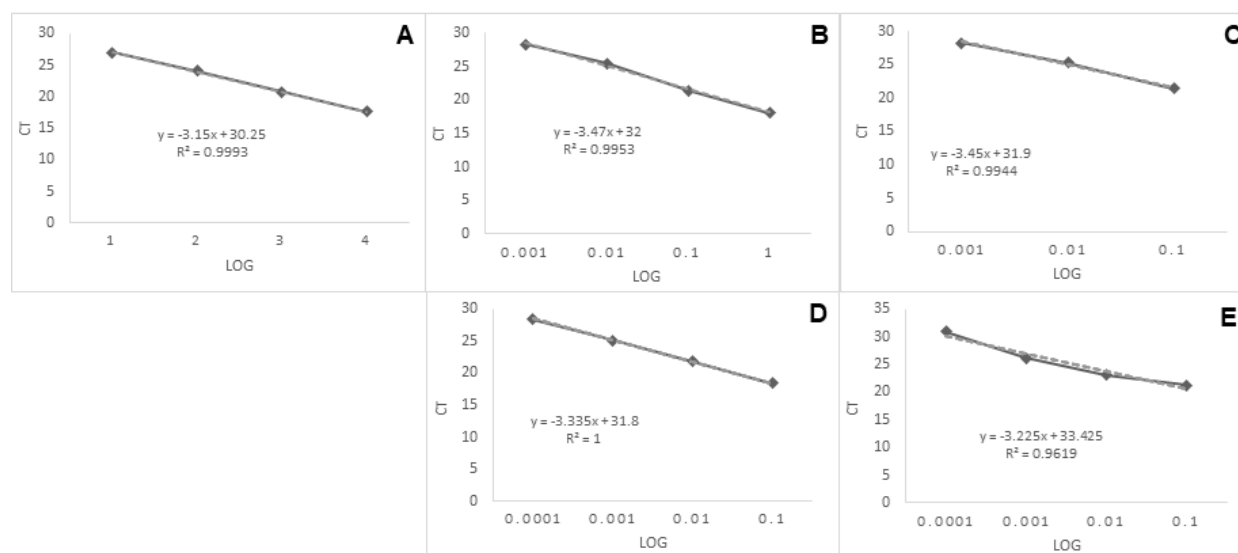 A
30
25
20
15
10
5
0
CT
y = -3.15x + 30.25
R² = 0.9993
1 2 3 4
LOG
B
30
25
20
15
10
5
0
CT
y = -3.47x + 32
R² = 0.9953
0.001 0.01 0.1 1
LOG
C
30
25
20
15
10
5
0
CT
y = -3.45x + 31.9
R² = 0.9944
0.001 0.01 0.1
LOG
D
30
25
20
15
10
5
0
CT
y = -3.335x + 31.8
R² = 1
0.0001 0.001 0.01 0.1
LOG
E
35
30
25
20
15
10
5
0
CT
y = -3.225x + 33.425
R² = 0.9619
0.0001 0.001 0.01 0.1
LOG